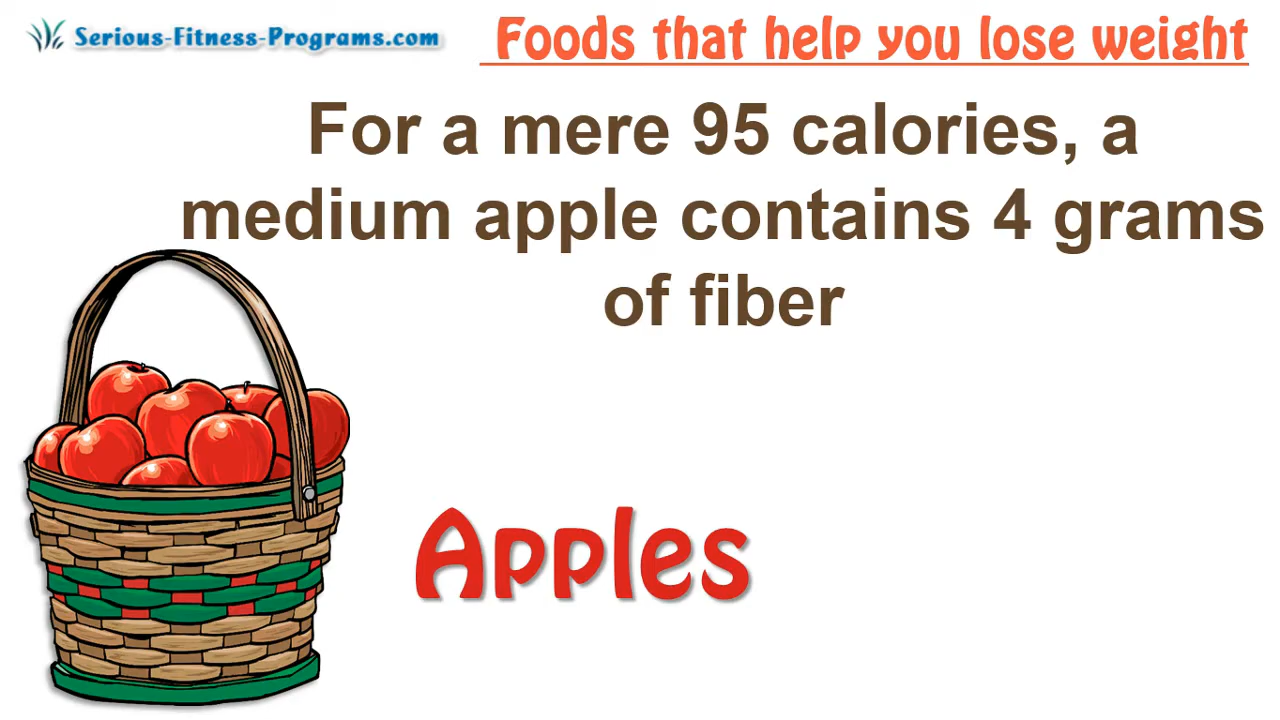 Serious-Fitness-Programs.com
Foods that help you lose weight
For a mere 95 calories, a
medium apple contains 4 grams
of fiber
Apples